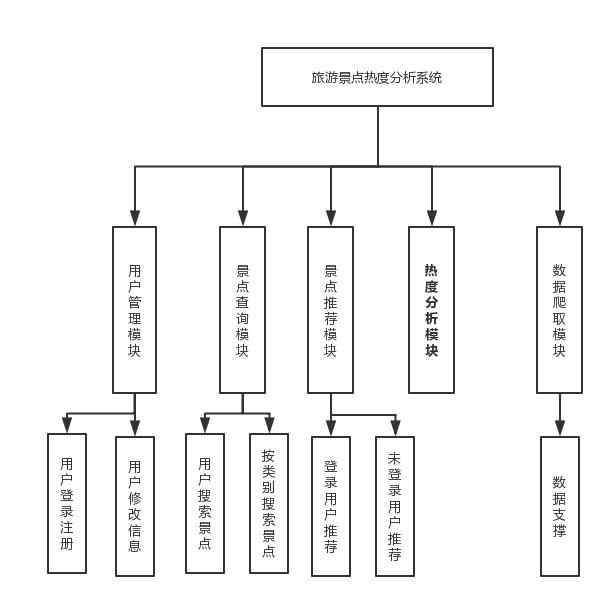 旅游景点热度分析系统
用户管理模块
景点查询模块
景点推荐模块
热度分析模块
数据爬取模块
用户登录注册
用户修改信息
用户搜索景点
按类别搜索景点
登录用户推荐
未登录用户推荐
数据支撑